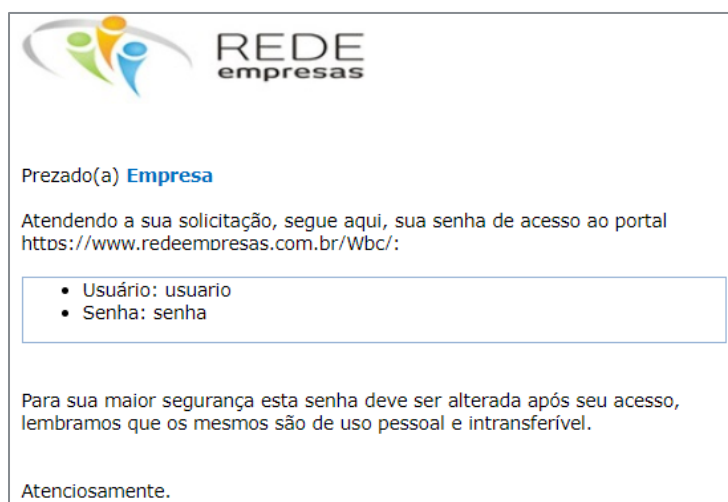 REDE
empresas
Prezado(a) Empresa
Atendendo a sua solicitação, segue aqui, sua senha de acesso ao portal
https://www.redeempresas.com.br/Wbc/:
• Usuário: usuario
• Senha: senha
Para sua maior segurança esta senha deve ser alterada após seu acesso,
lembramos que os mesmos são de uso pessoal e intransferível.
Atenciosamente.